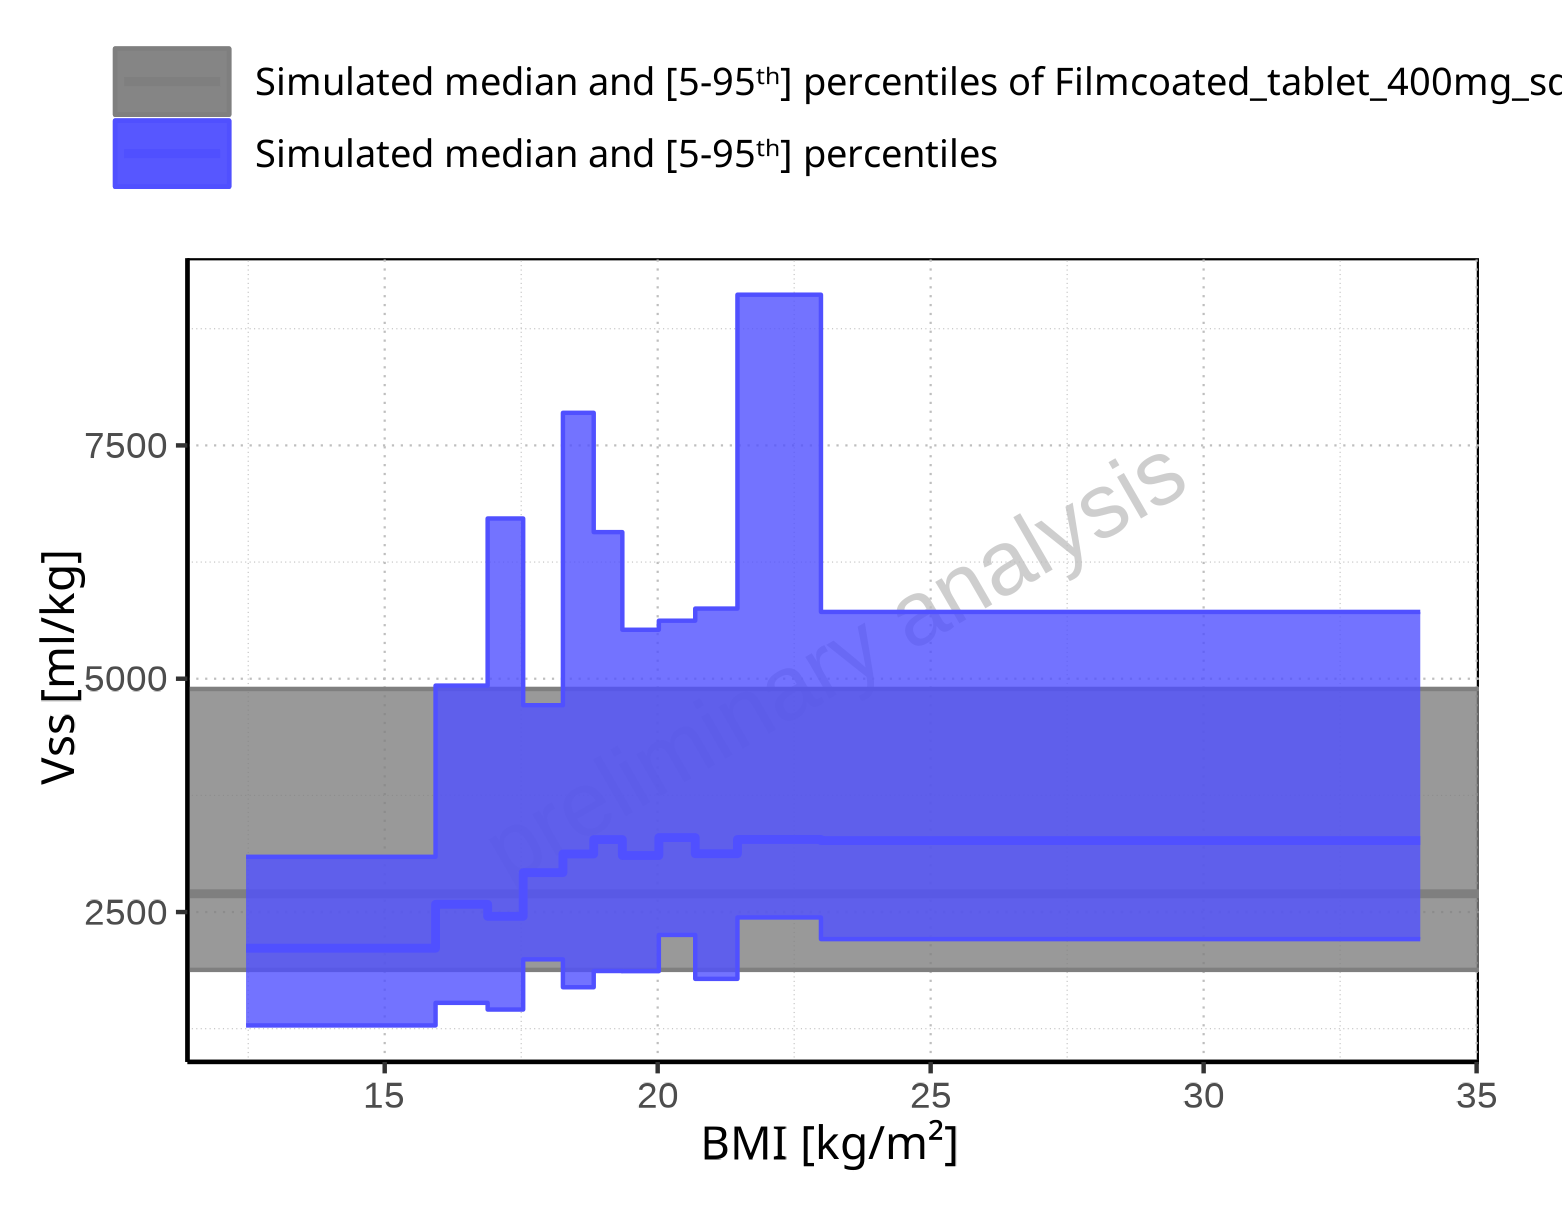 Simulated median and [5-95th] percentiles of Filmcoated_tablet_400mg_sd
Simulated median and [5-95th] percentiles
7500
5000
2500
Vss [ml/kg]
preliminary analysis
15 20 25 30 35
BMI [kg/m²]